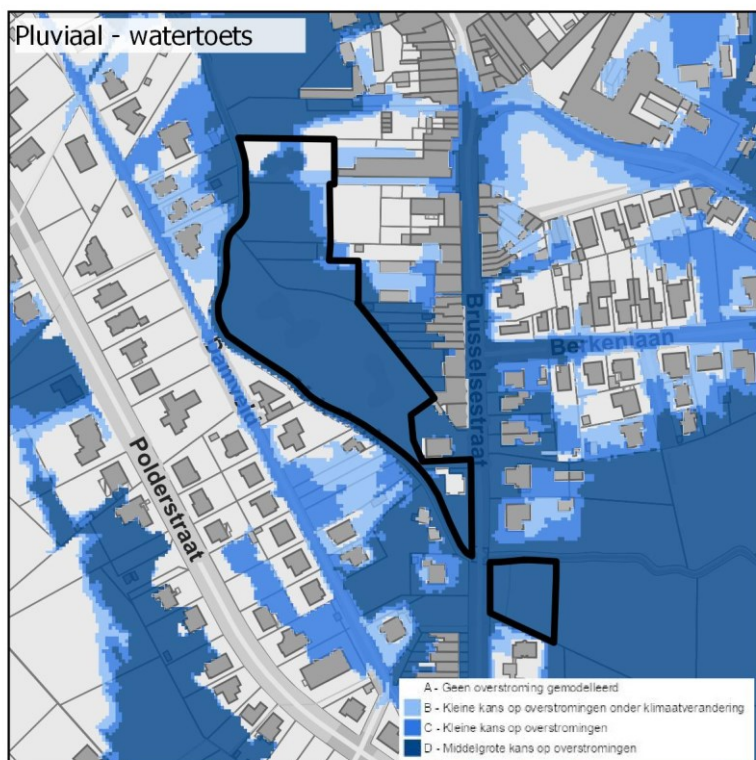 Pluviaal - watertoets
Brusselsestraat
Berkenlaan
Damveld
Polderstraat
A - Geen overstroming gemodelleerd
B - Kleine kans op overstromingen onder klimaatverandering
C - Kleine kans op overstromingen
D - Middelgrote kans op overstromingen